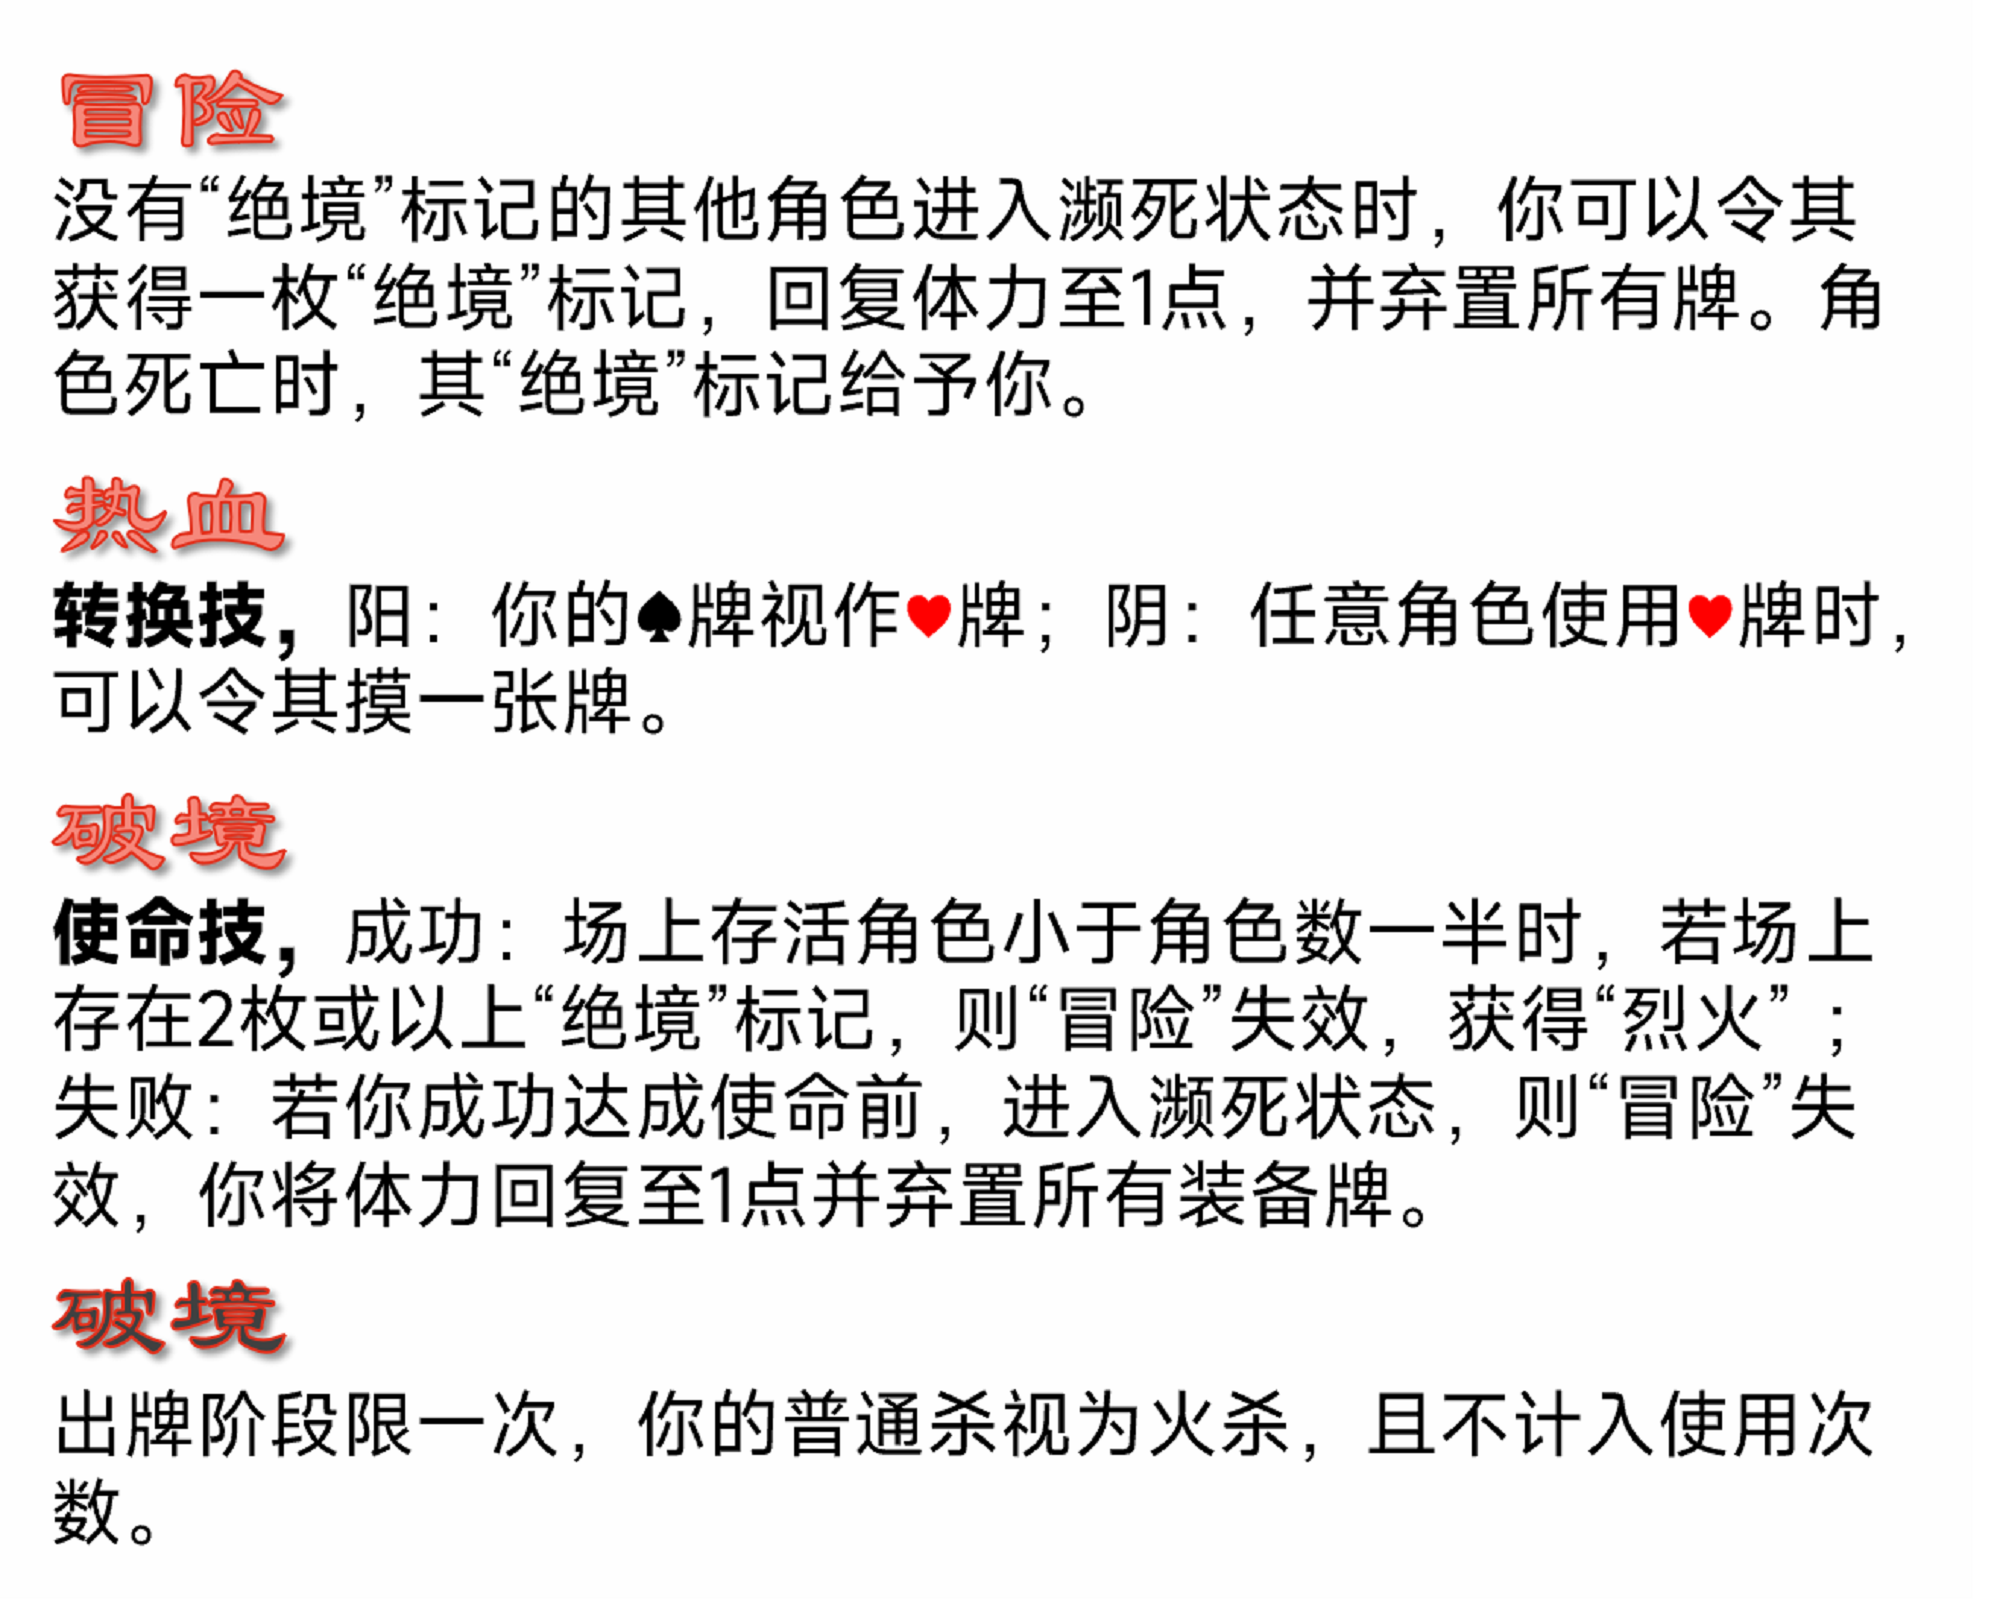 冒险
没有“绝境”标记的其他角色进入濒死状态时，你可以令其
获得一枚“绝境”标记，回复体力至1点，并弃置所有牌。角
色死亡时，其“绝境”标记给予你。
热血
转换技，阳：你的♠牌视作♥牌；阴：任意角色使用♥牌时，
可以令其摸一张牌。
破境
使命技，成功：场上存活角色小于角色数一半时，若场上
存在2枚或以上“绝境”标记，则“冒险”失效，获得“烈火”；
失败：若你成功达成使命前，进入濒死状态，则“冒险”失
效，你将体力回复至1点并弃置所有装备牌。
破境
出牌阶段限一次，你的普通杀视为火杀，且不计入使用次
数。